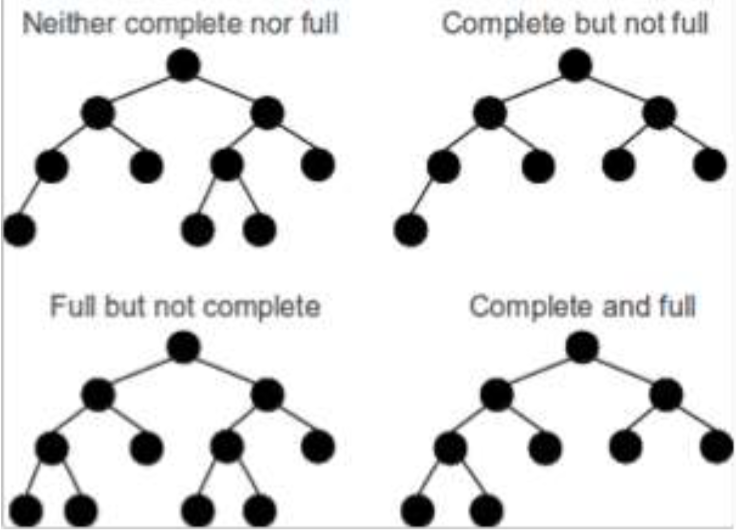 Neither complete nor full
Complete but not full
Full but not complete
Complete and full